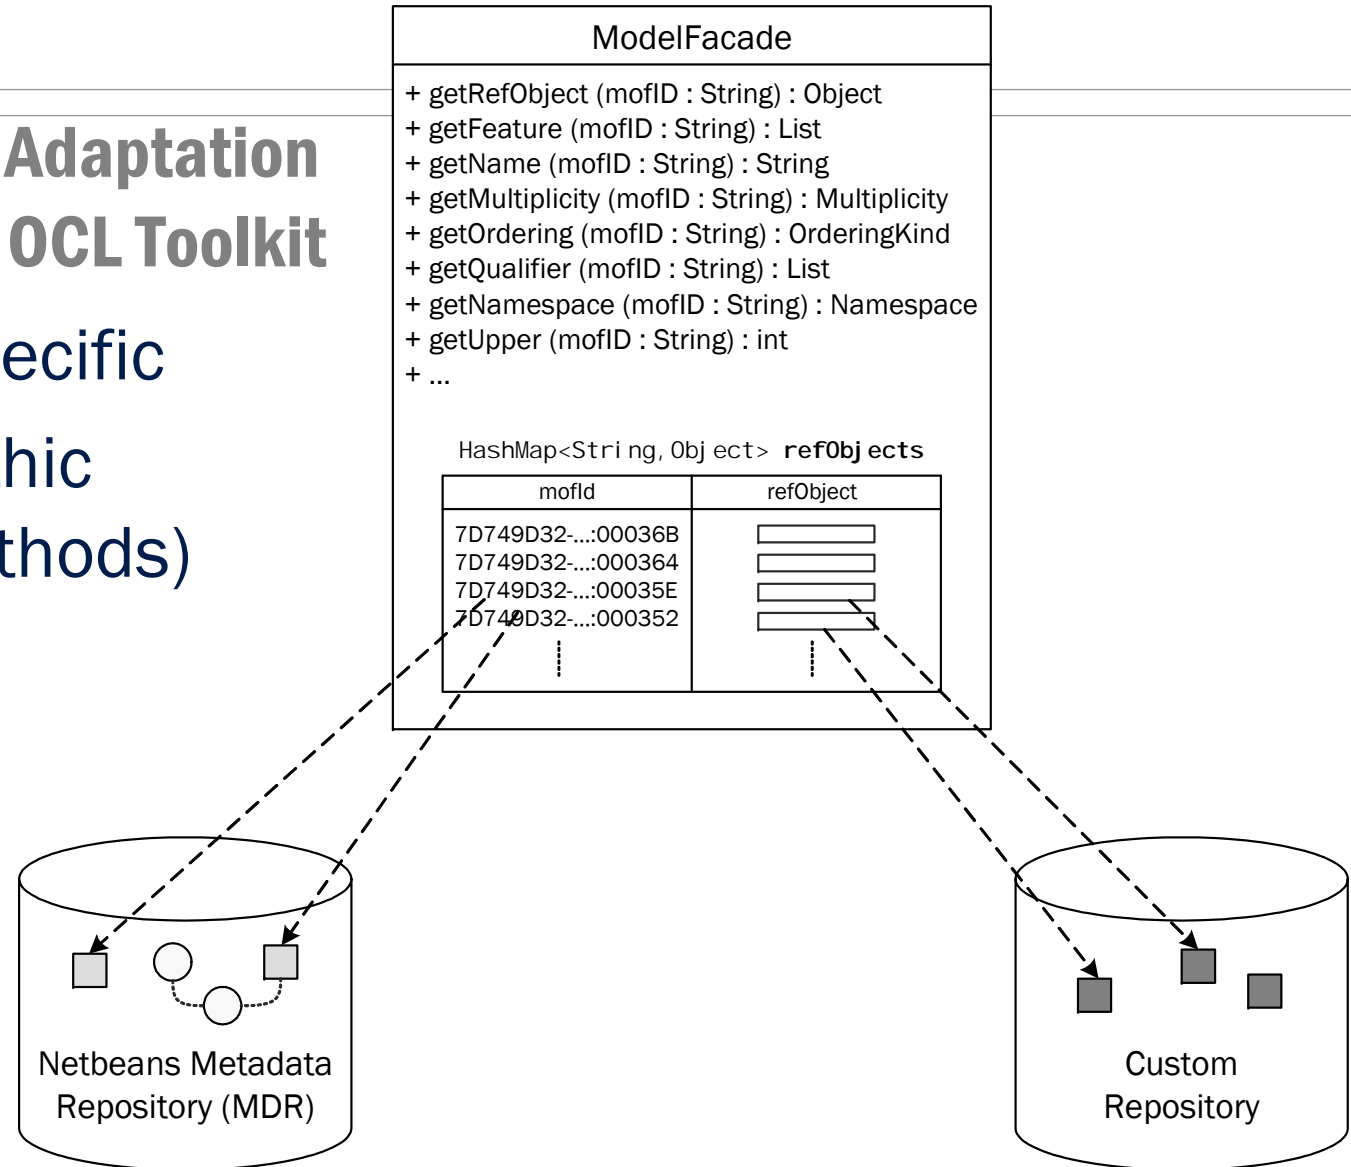 ModelFacade
+ getRefObject (mofID : String) : Object
+ getFeature (mofID : String) : List
+ getName (mofID : String) : String
+ getMultiplicity (mofID : String) : Multiplicity
+ getOrdering (mofID : String) : OrderingKind
+ getQualifier (mofID : String) : List
+ getNamespace (mofID : String) : Namespace
+ getUpper (mofID : String) : int
+ ...
Adaptation
OCL Toolkit
ecific
thic
thods)
HashMap<String,Object> refObjects
mofId refObject
7D749D32-...:00036B
7D749D32-...:000364
7D749D32-...:00035E
7D749D32-...:000352
Netbeans Metadata
Repository (MDR)
Custom
Repository